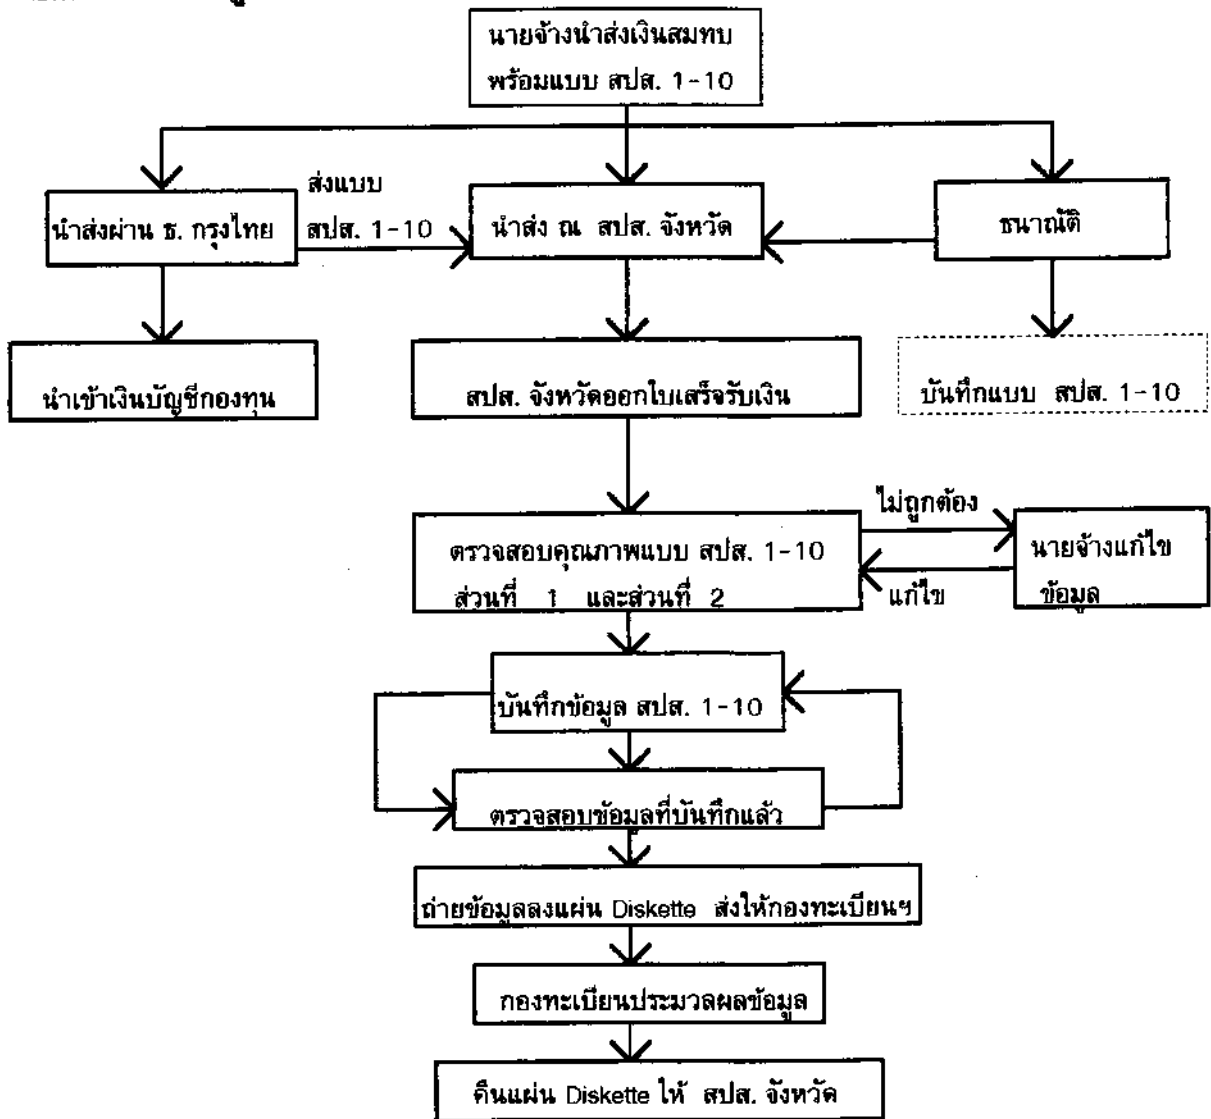 นายจ้างนำส่งเงินสมทบ
พร้อมแบบ สปส. 1-10
ส่งแบบ
สปส. 1-10
นำส่งผ่าน ธ. กรุงไทย
นำส่ง ณ สปส. จังหวัด
ธนาณัติ
นำเข้าเงินบัญชีกองทุน
สปส. จังหวัดออกใบเสร็จรับเงิน
บันทึกแบบ สปส. 1-10
ตรวจสอบคุณภาพแบบ สปส. 1-10
ส่วนที่ 1 และส่วนที่ 2
ไม่ถูกต้อง
แก้ไข
นายจ้างแก้ไข
ข้อมูล
บันทึกข้อมูล สปส. 1-10
ตรวจสอบข้อมูลที่บันทึกแล้ว
ถ่ายข้อมูลลงแผ่น Diskette ส่งให้กองทะเบียนฯ
กองทะเบียนประมวลผลข้อมูล
คืนแผ่น Diskette ให้ สปส. จังหวัด